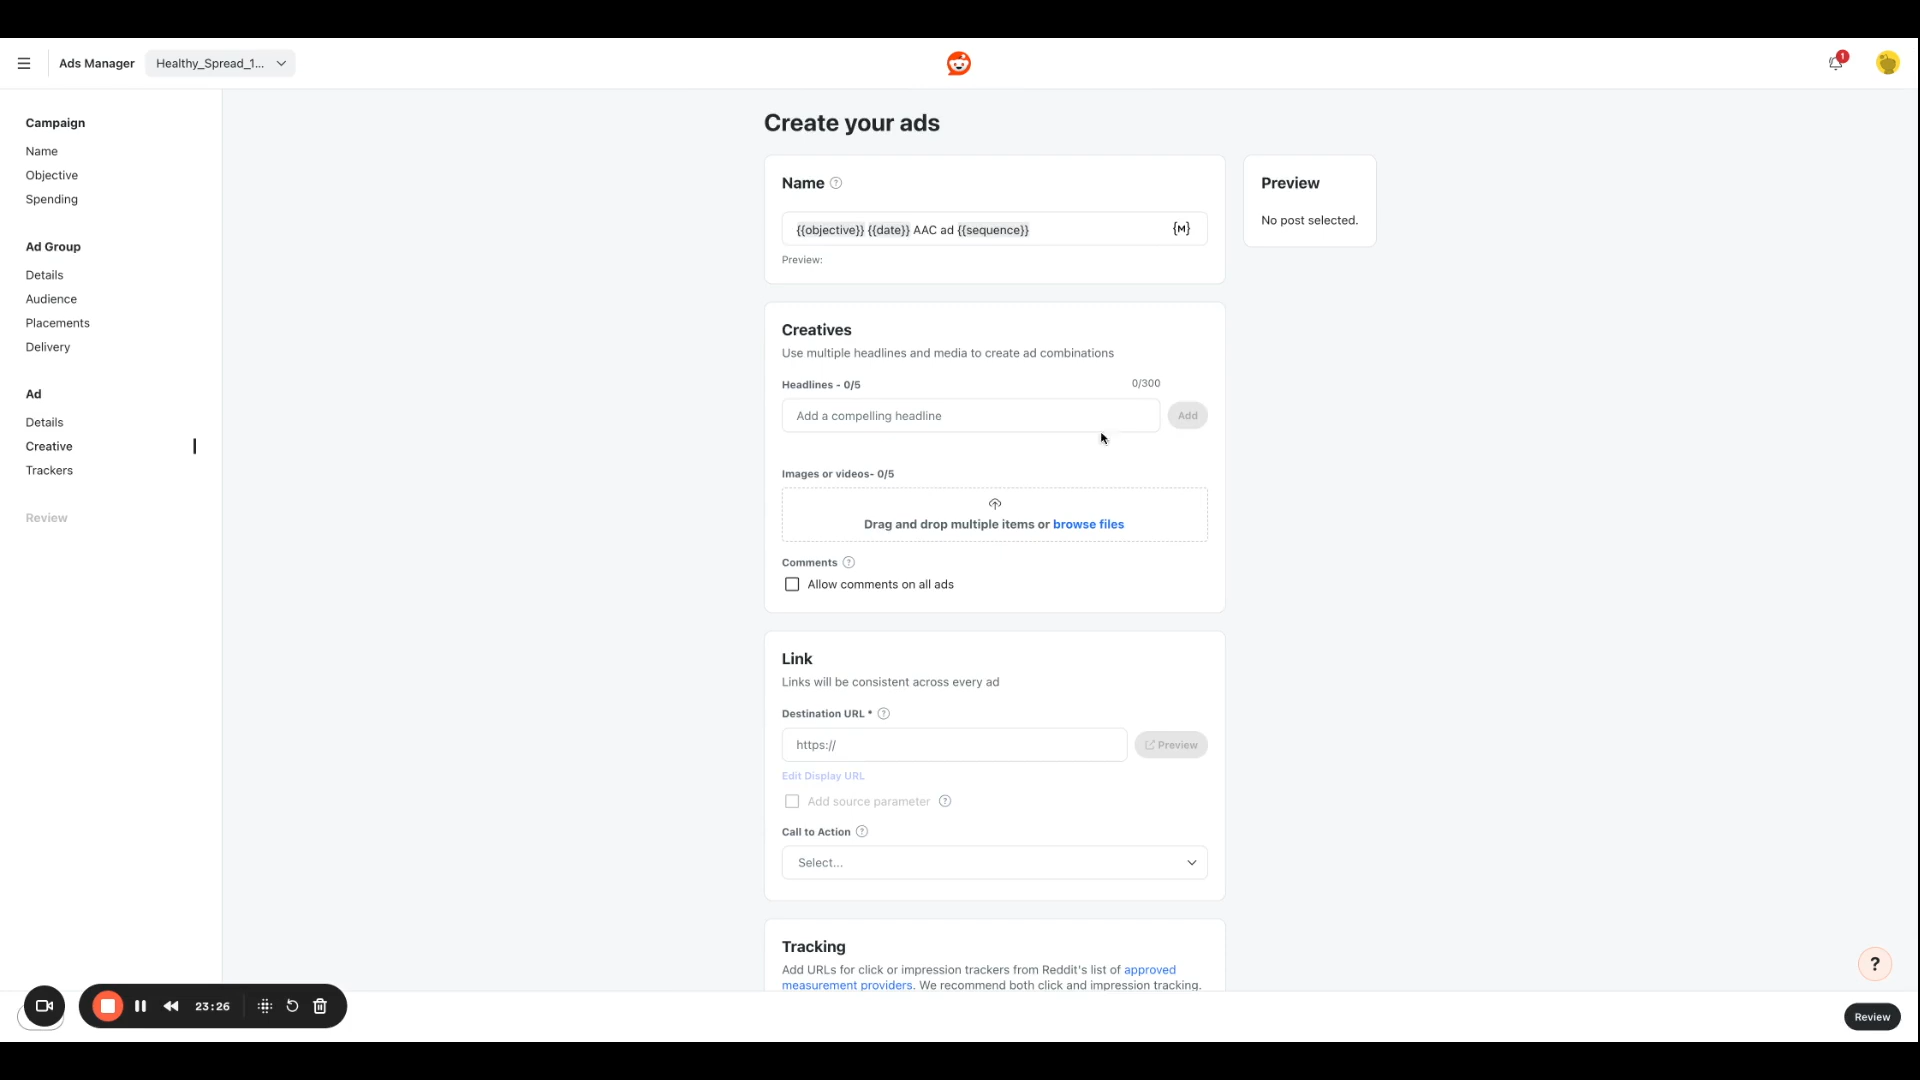 Ads Manager
Healthy_Spread_1...
1
Campaign
Name
Objective
Spending
Ad Group
Details
Audience
Placements
Delivery
Ad
Details
Creative
Trackers
Review
Create your ads
Name
{{objective}} {{date}} AAC ad {{sequence}}
{M}
Preview:
Preview
No post selected.
Creatives
Use multiple headlines and media to create ad combinations
Headlines - 0/5
0/300
Add a compelling headline
Add
Images or videos- 0/5
Drag and drop multiple items or browse files
Comments ?
Allow comments on all ads
Link
Links will be consistent across every ad
Destination URL * ?
https://
Preview
Edit Display URL
Add source parameter ?
Call to Action ?
Select...
Tracking
Add URLs for click or impression trackers from Reddit's list of approved
measurement providers. We recommend both click and impression tracking.
?
23:26
Review